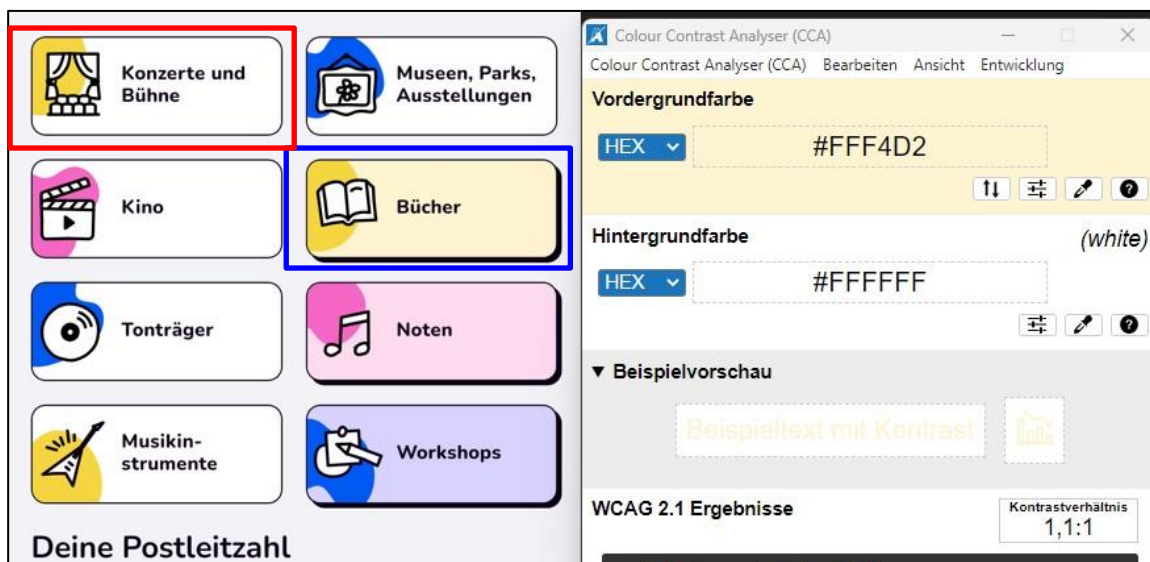 Konzerte und
Bühne
Museen, Parks,
Ausstellungen
Kino
Bücher
Tonträger
Noten
Musikin-
strumente
Workshops
Deine Postleitzahl
Colour Contrast Analyser (CCA)
Colour Contrast Analyser (CCA) Bearbeiten Ansicht Entwicklung
Vordergrundfarbe
HEX #FFF4D2
Hintergrundfarbe (white)
HEX #FFFFFF
▼ Beispielvorschau
Beispieltext mit Kontrast
WCAG 2.1 Ergebnisse
Kontrastverhältnis
1,1:1